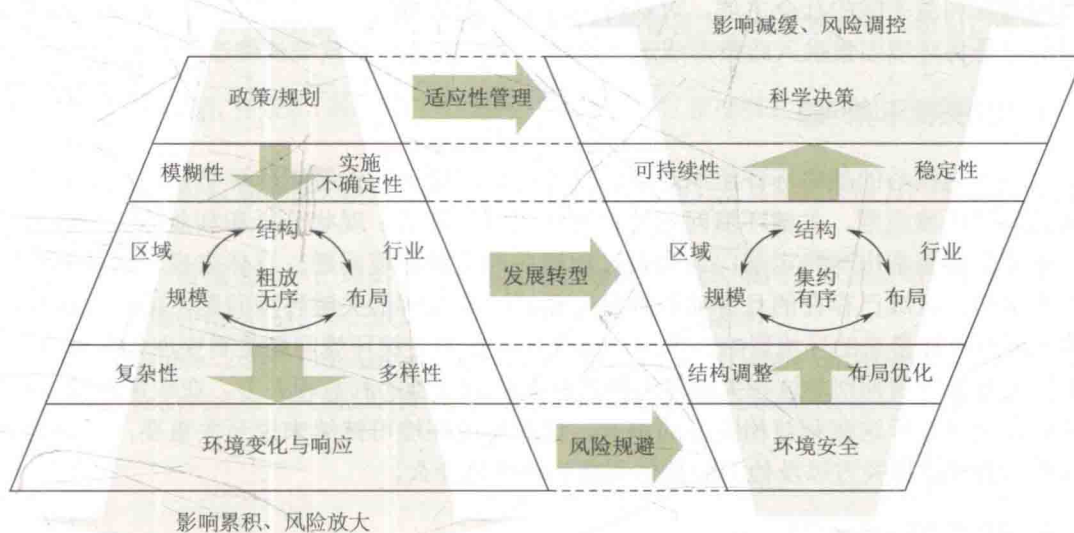 影响减缓、风险调控
政策/规划
适应性管理
科学决策
模糊性
实施
不确定性
可持续性
稳定性
结构
区域
行业
粗放
无序
规模
布局
发展转型
结构
区域
行业
集约
有序
规模
布局
复杂性
多样性
结构调整
布局优化
环境变化与响应
风险规避
环境安全
影响累积、风险放大